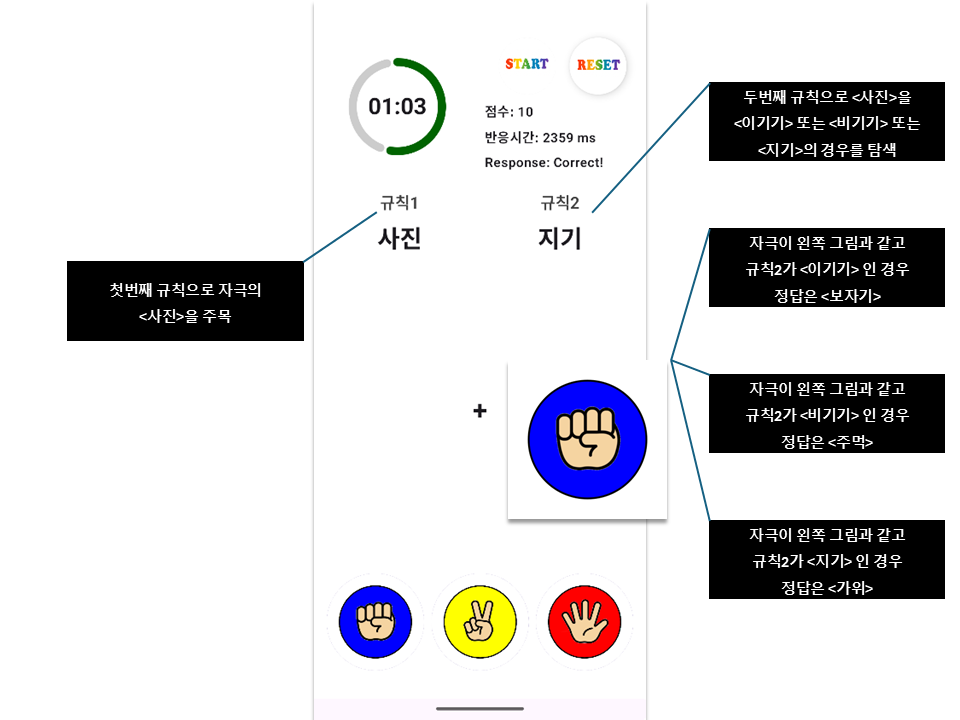 START
RESET
01:03
점수: 10
반응시간: 2359 ms
Response: Correct!
규칙1
규칙2
사진
지기
첫번째 규칙으로 자극의
<사진>을 주목
두번째 규칙으로 <사진>을
<이기기> 또는 <비기기> 또는
<지기>의 경우를 탐색
자극이 왼쪽 그림과 같고
규칙2가 <이기기> 인 경우
정답은 <보자기>
+
자극이 왼쪽 그림과 같고
규칙2가 <비기기> 인 경우
정답은 <주먹>
자극이 왼쪽 그림과 같고
규칙2가 <지기> 인 경우
정답은 <가위>